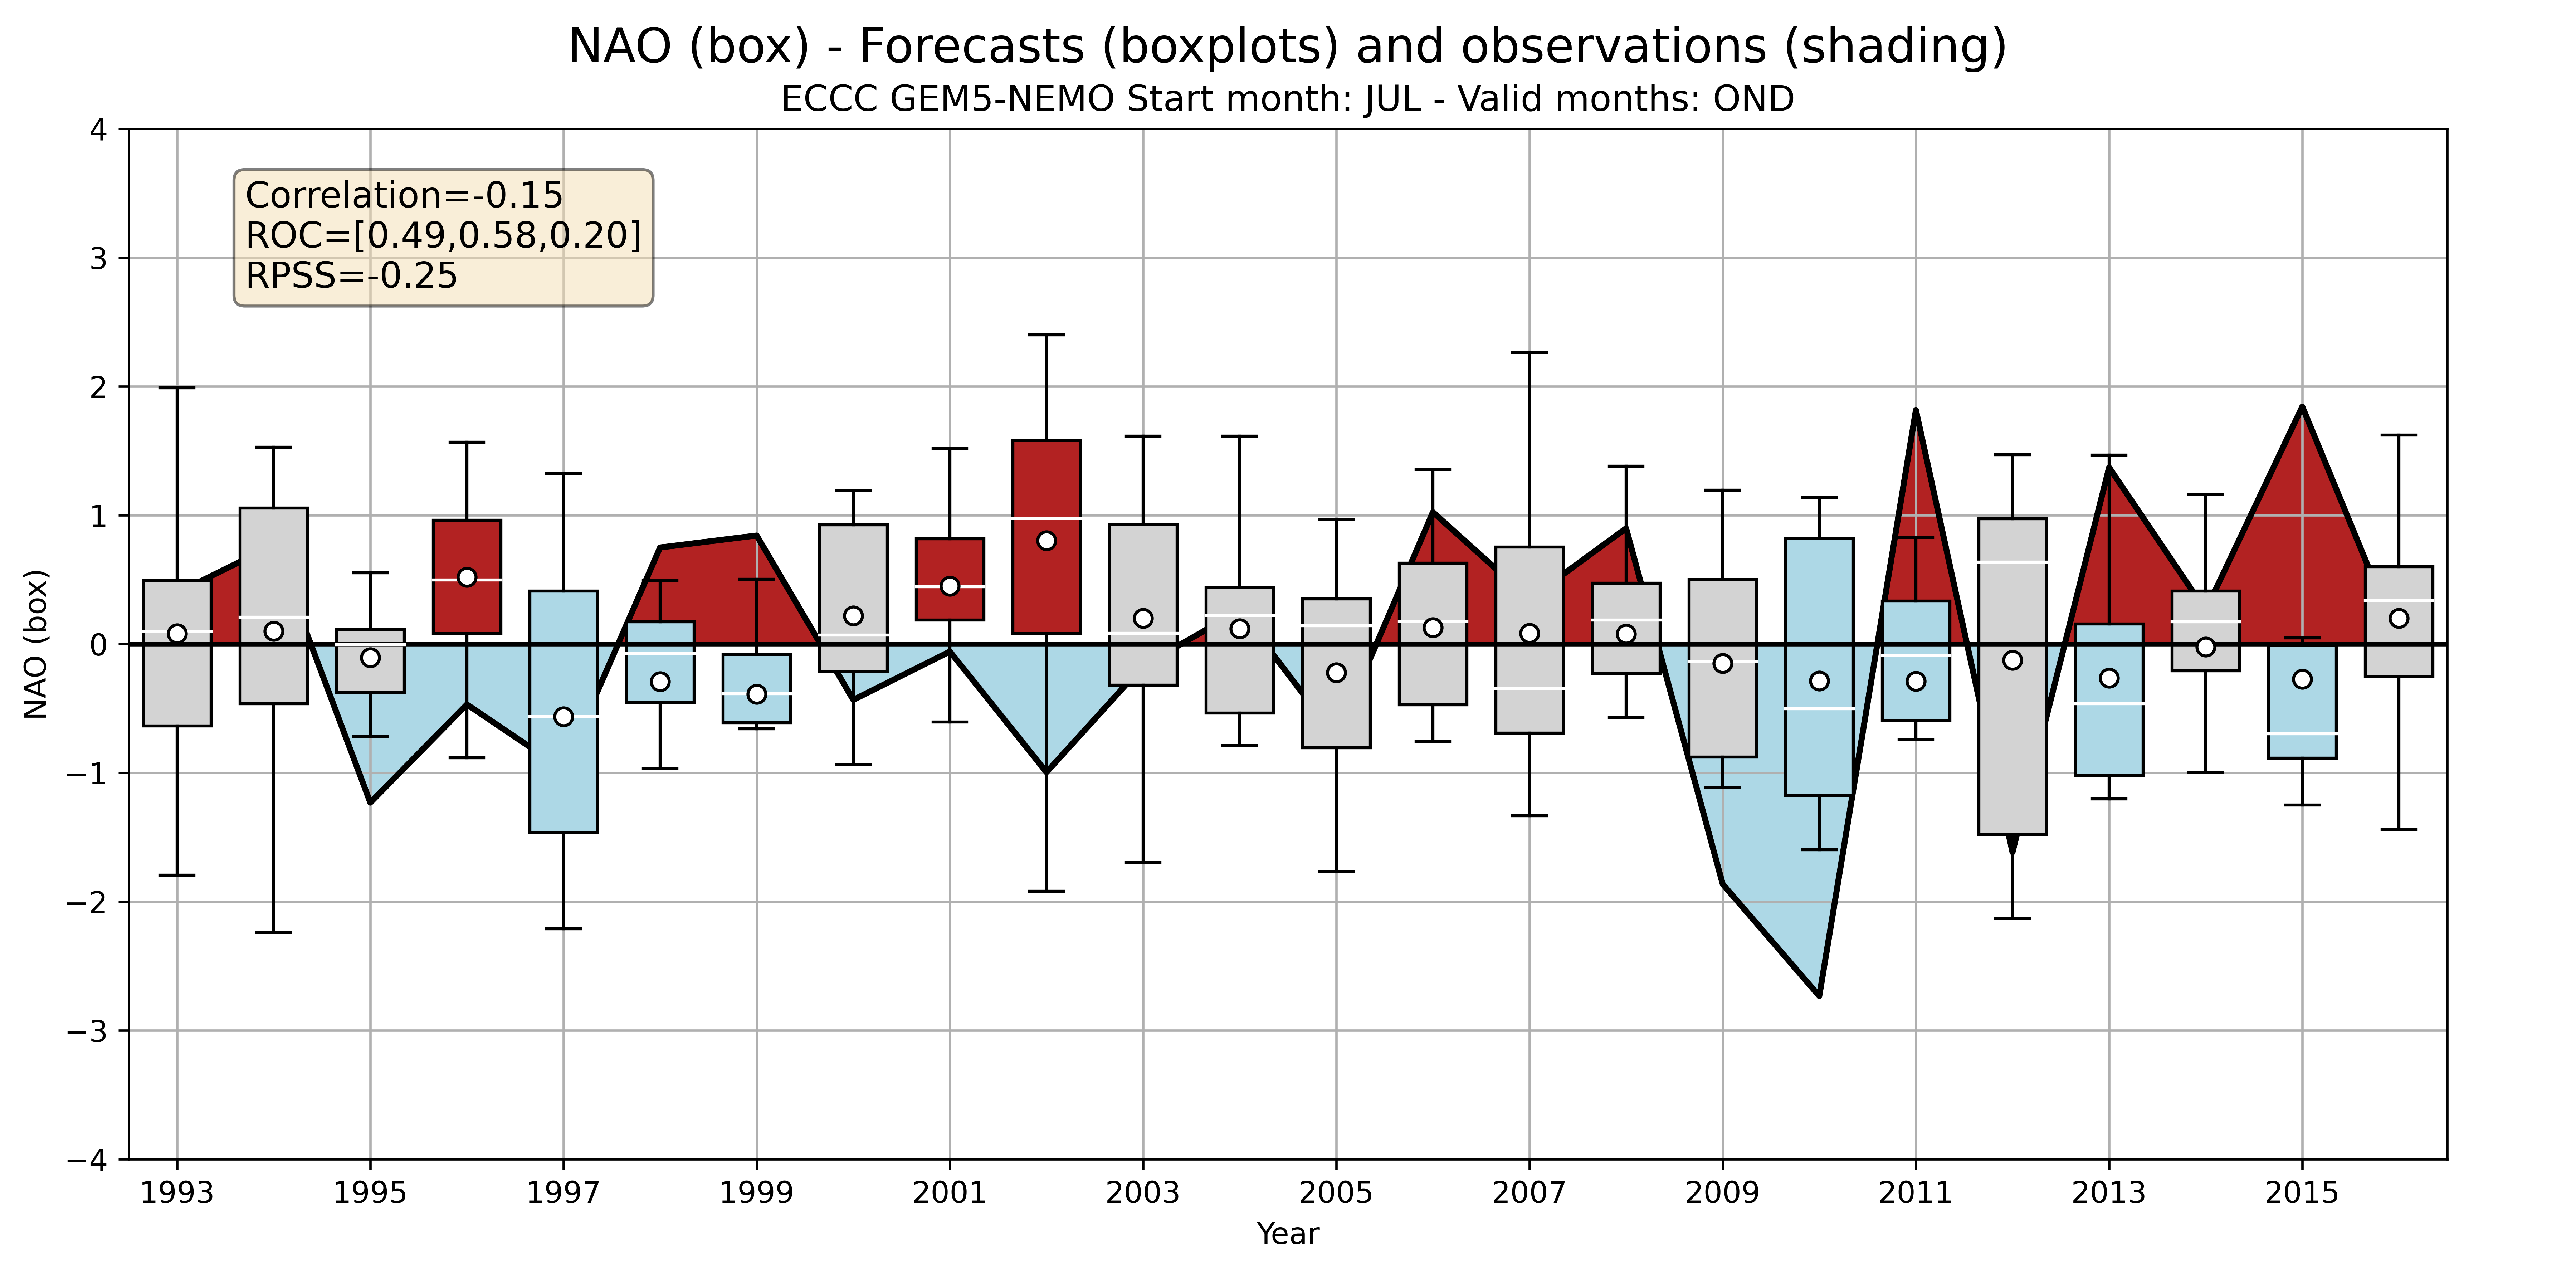 NAO (box) - Forecasts (boxplots) and observations (shading)
ECCC GEM5-NEMO Start month: JUL - Valid months: OND
Correlation=-0.15
ROC=[0.49,0.58,0.20]
RPSS=-0.25
NAO (box)
4
3
2
1
0
−1
−2
−3
−4
1993 1995 1997 1999 2001 2003 2005 2007 2009 2011 2013 2015
Year